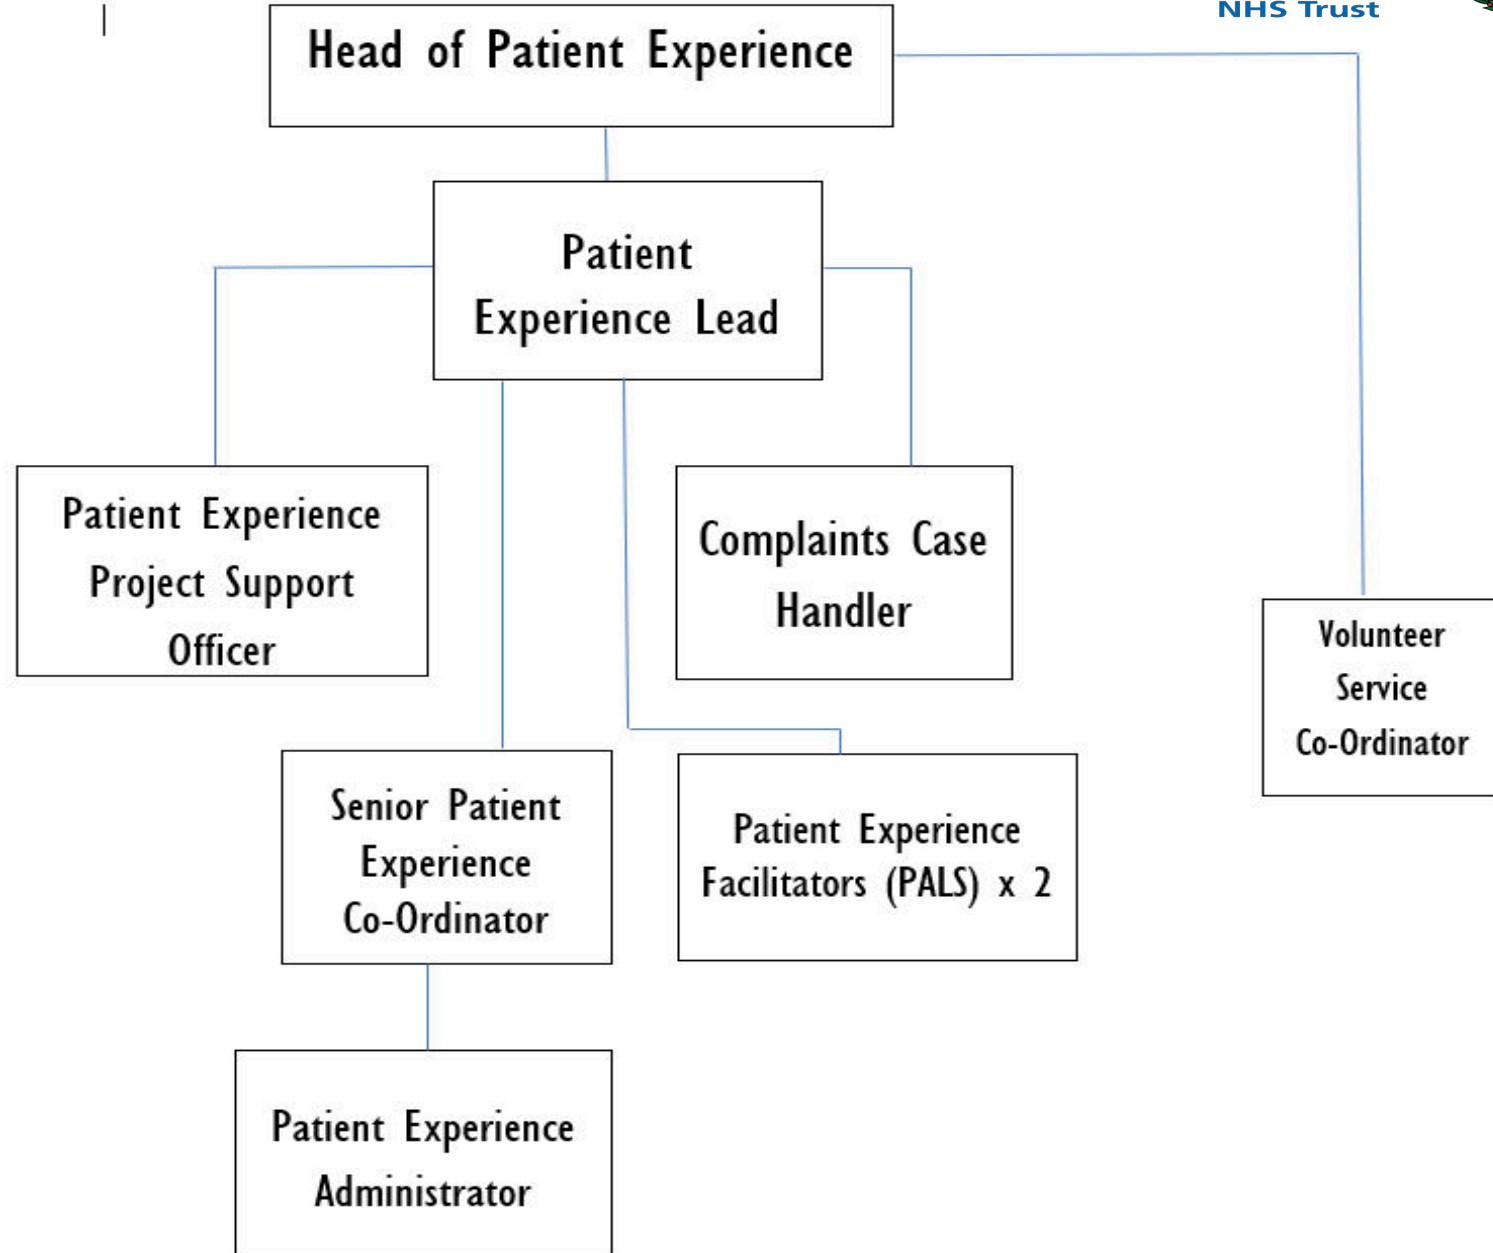 NHS Trust
Head of Patient Experience
Patient
Experience Lead
Patient Experience
Project Support
Officer
Complaints Case
Handler
Volunteer
Service
Co-Ordinator
Senior Patient
Experience
Co-Ordinator
Patient Experience
Facilitators (PALS) x 2
Patient Experience
Administrator